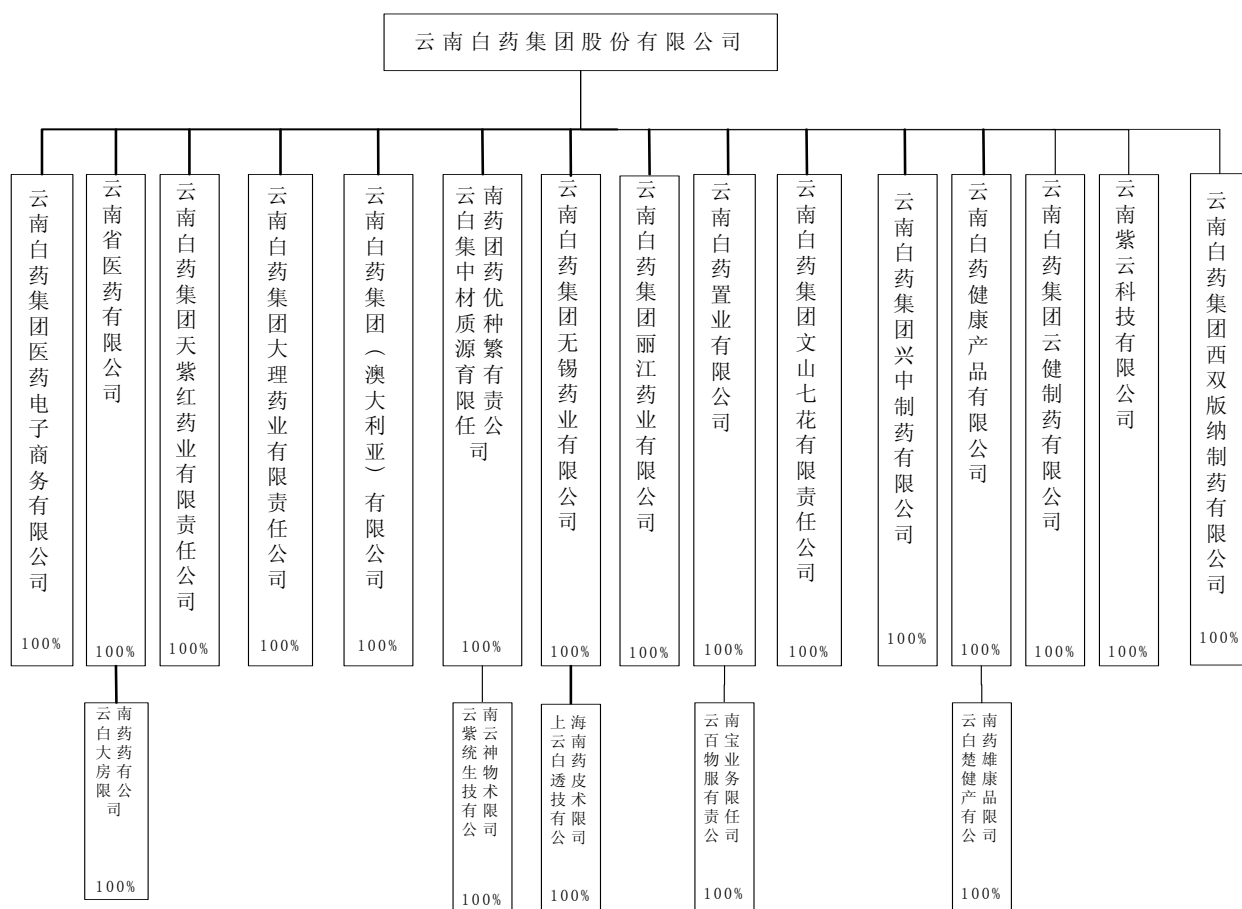 云南白药集团股份有限公司
云南白药集团医药电子商务有限公司
100%
云南省医药有限公司
100%
云南白药集团天紫红药业有限责任公司
100%
云南白药集团大理药业有限责任公司
100%
云南白药集团（澳大利亚）有限公司
100%
云南白药集团中药材优质种源繁育有限责任公司
100%
云南白药集团无锡药业有限公司
100%
云南白药集团丽江药业有限公司
100%
云南白药置业有限公司
100%
云南白药集团文山七花有限责任公司
100%
云南白药集团兴中制药有限公司
100%
云南白药健康产品有限公司
100%
云南白药集团云健制药有限公司
100%
云南紫云科技有限公司
100%
云南白药集团西双版纳制药有限公司
100%
云南白药大药房有限公司
100%
云南紫云统神生物技术有限公司
100%
上海云南白药透皮技术有限公司
100%
云南百宝物业服务有限责任公司
100%
云南白药楚雄健康产品有限公司
100%